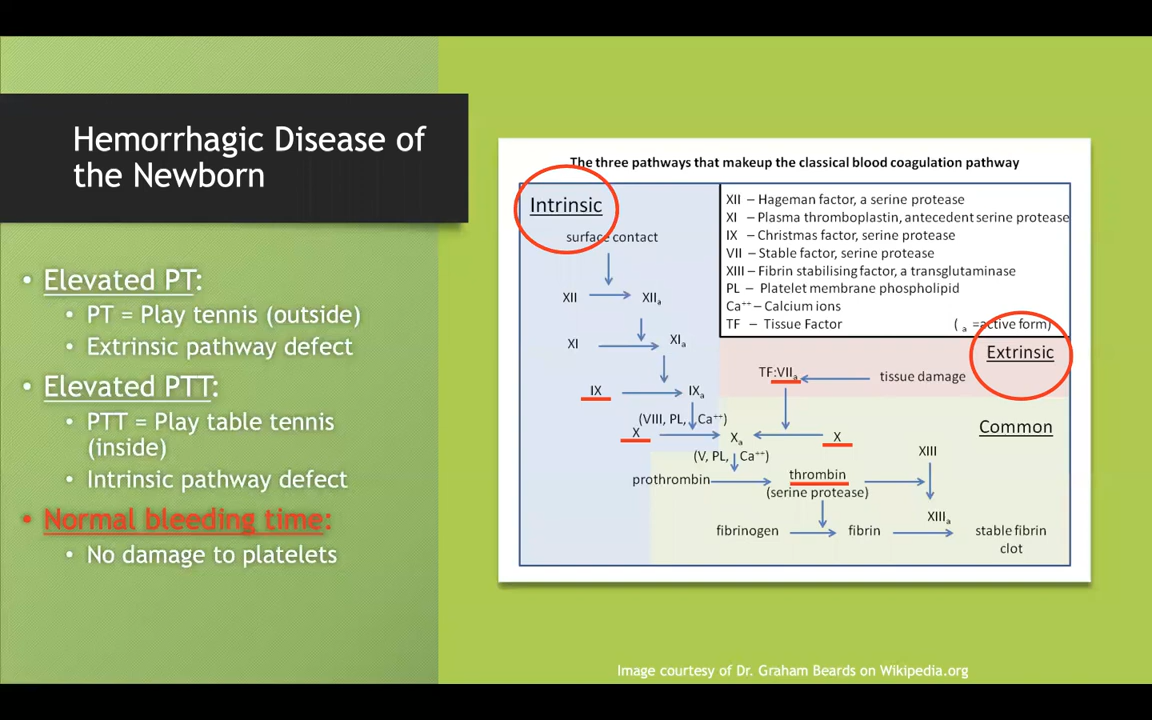 Hemorrhagic Disease of
the Newborn
• Elevated PT:
• PT = Play tennis (outside)
• Extrinsic pathway defect
• Elevated PTT:
• PTT = Play table tennis
(inside)
• Intrinsic pathway defect
• Normal bleeding time:
• No damage to platelets
The three pathways that makeup the classical blood coagulation pathway
Intrinsic
surface contact
XII XIIa
XI XIa
IX IXa
(VIII, PL, Ca++)
X Xa X
(V, PL, Ca++)
prothrombin thrombin
(serine protease)
fibrinogen fibrin stable fibrin
clot
XII – Hageman factor, a serine protease
XI – Plasma thromboplastin, antecedent serine protease
IX – Christmas factor, serine protease
VII – Stable factor, serine protease
XIII – Fibrin stabilising factor, a transglutaminase
PL – Platelet membrane phospholipid
Ca++ – Calcium ions
TF – Tissue Factor ( a =active form)
Extrinsic
TF:VIIa tissue damage
Common
XIII
XIIIa
Image courtesy of Dr. Graham Beards on Wikipedia.org